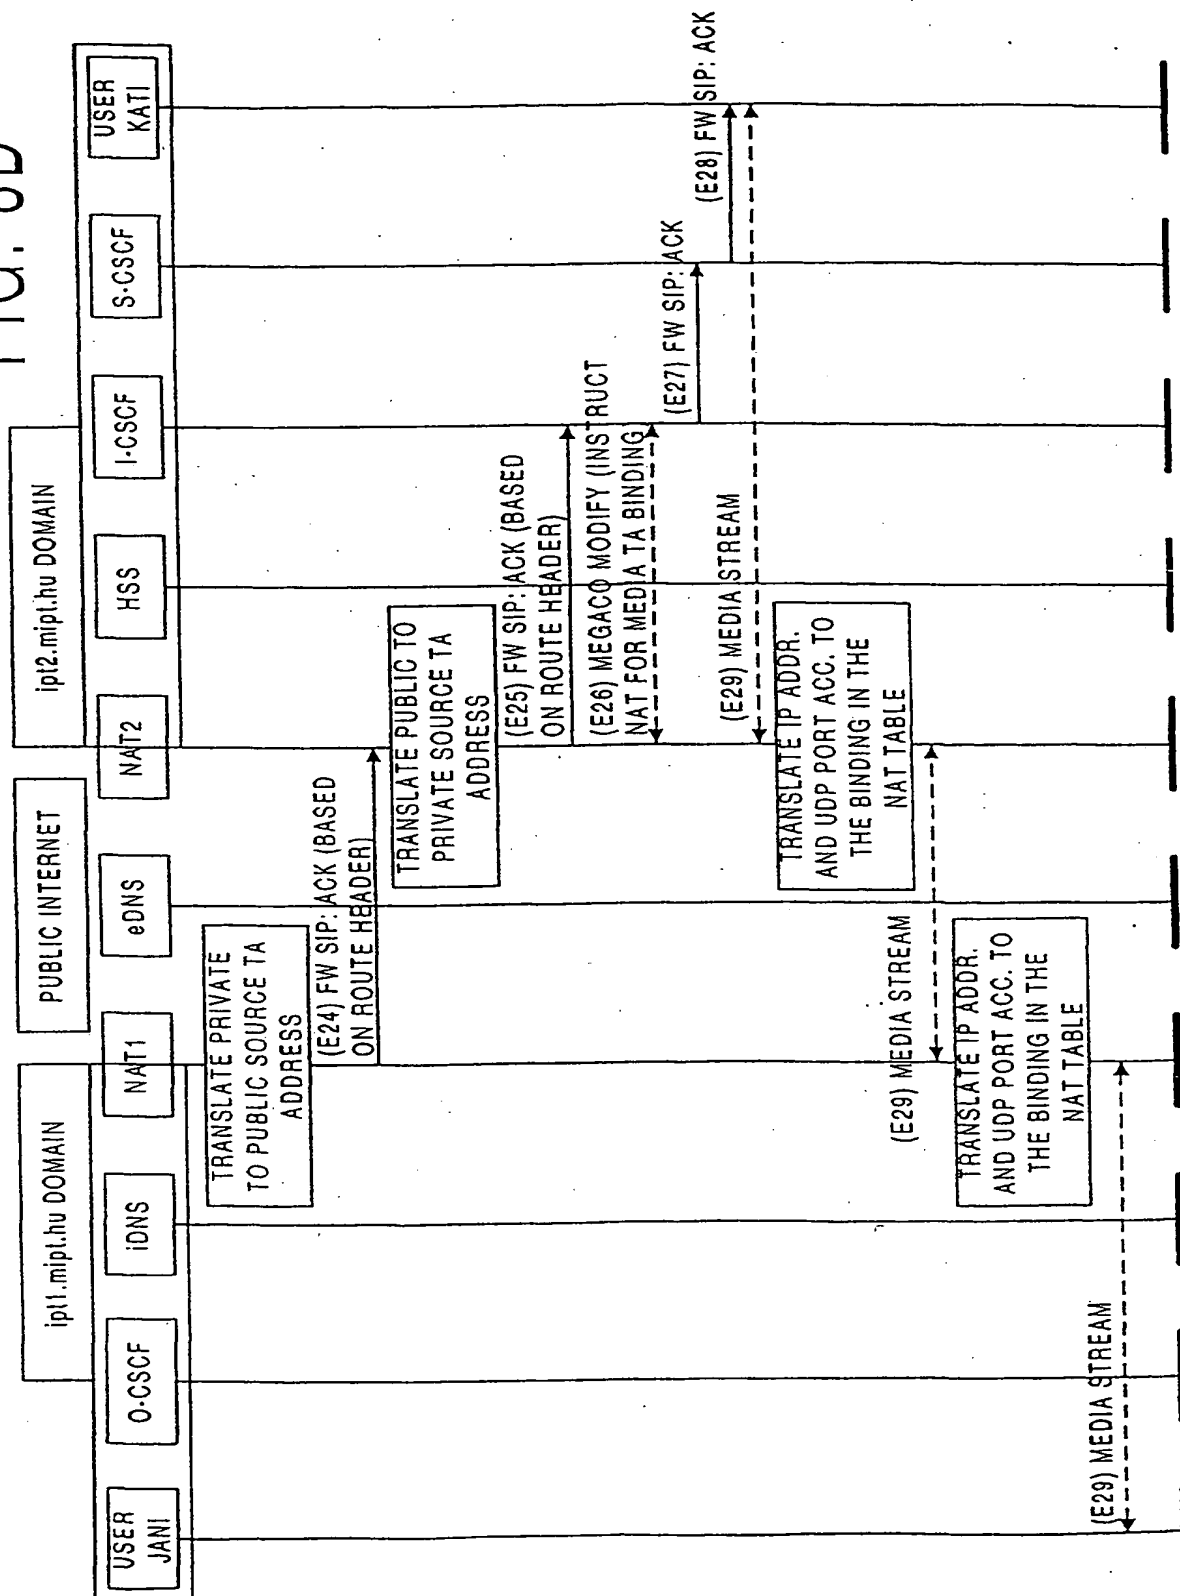 ipt1.mipt.hu DOMAIN
PUBLIC INTERNET
ipt2.mipt.hu DOMAIN
USER
JANI
O-CSCF
iDNS
NAT1
eDNS
NAT2
HSS
I-CSCF
S-CSCF
USER
KATI
TRANSLATE PRIVATE
TO PUBLIC SOURCE TA
ADDRESS
(E24) FW SIP: ACK (BASED
ON ROUTE HEADER)
TRANSLATE PUBLIC TO
PRIVATE SOURCE TA
ADDRESS
(E25) FW SIP: ACK (BASED
ON ROUTE HEADER)
(E26) MEGACO MODIFY (INSTRUCT
NAT FOR MEDIA TA BINDING
(E27) FW SIP: ACK
(E28) FW SIP: ACK
(E29) MEDIA STREAM
TRANSLATE IP ADDR.
AND UDP PORT ACC. TO
THE BINDING IN THE
NAT TABLE
(E29) MEDIA STREAM
TRANSLATE IP ADDR.
AND UDP PORT ACC. TO
THE BINDING IN THE
NAT TABLE
(E29) MEDIA STREAM